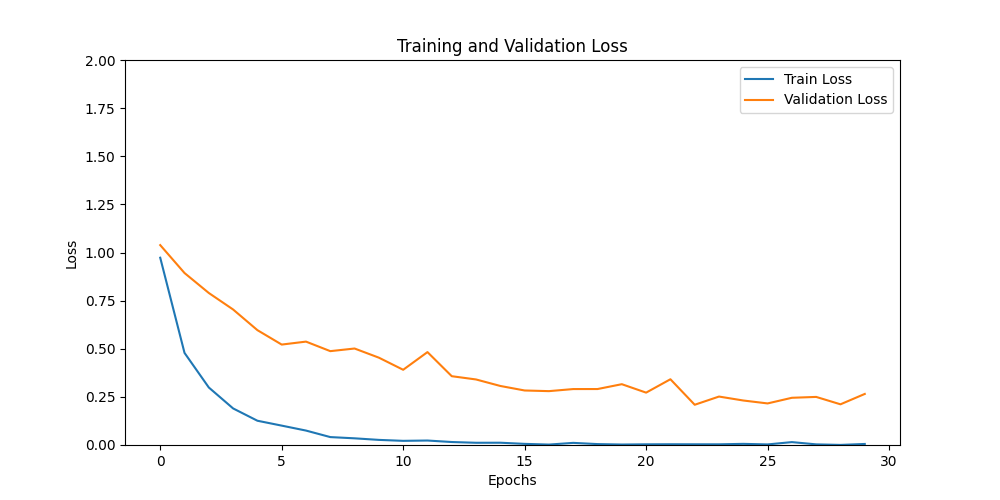 Training and Validation Loss
2.00
1.75
1.50
1.25
1.00
0.75
0.50
0.25
0.00
Loss
Train Loss
Validation Loss
0 5 10 15 20 25 30
Epochs